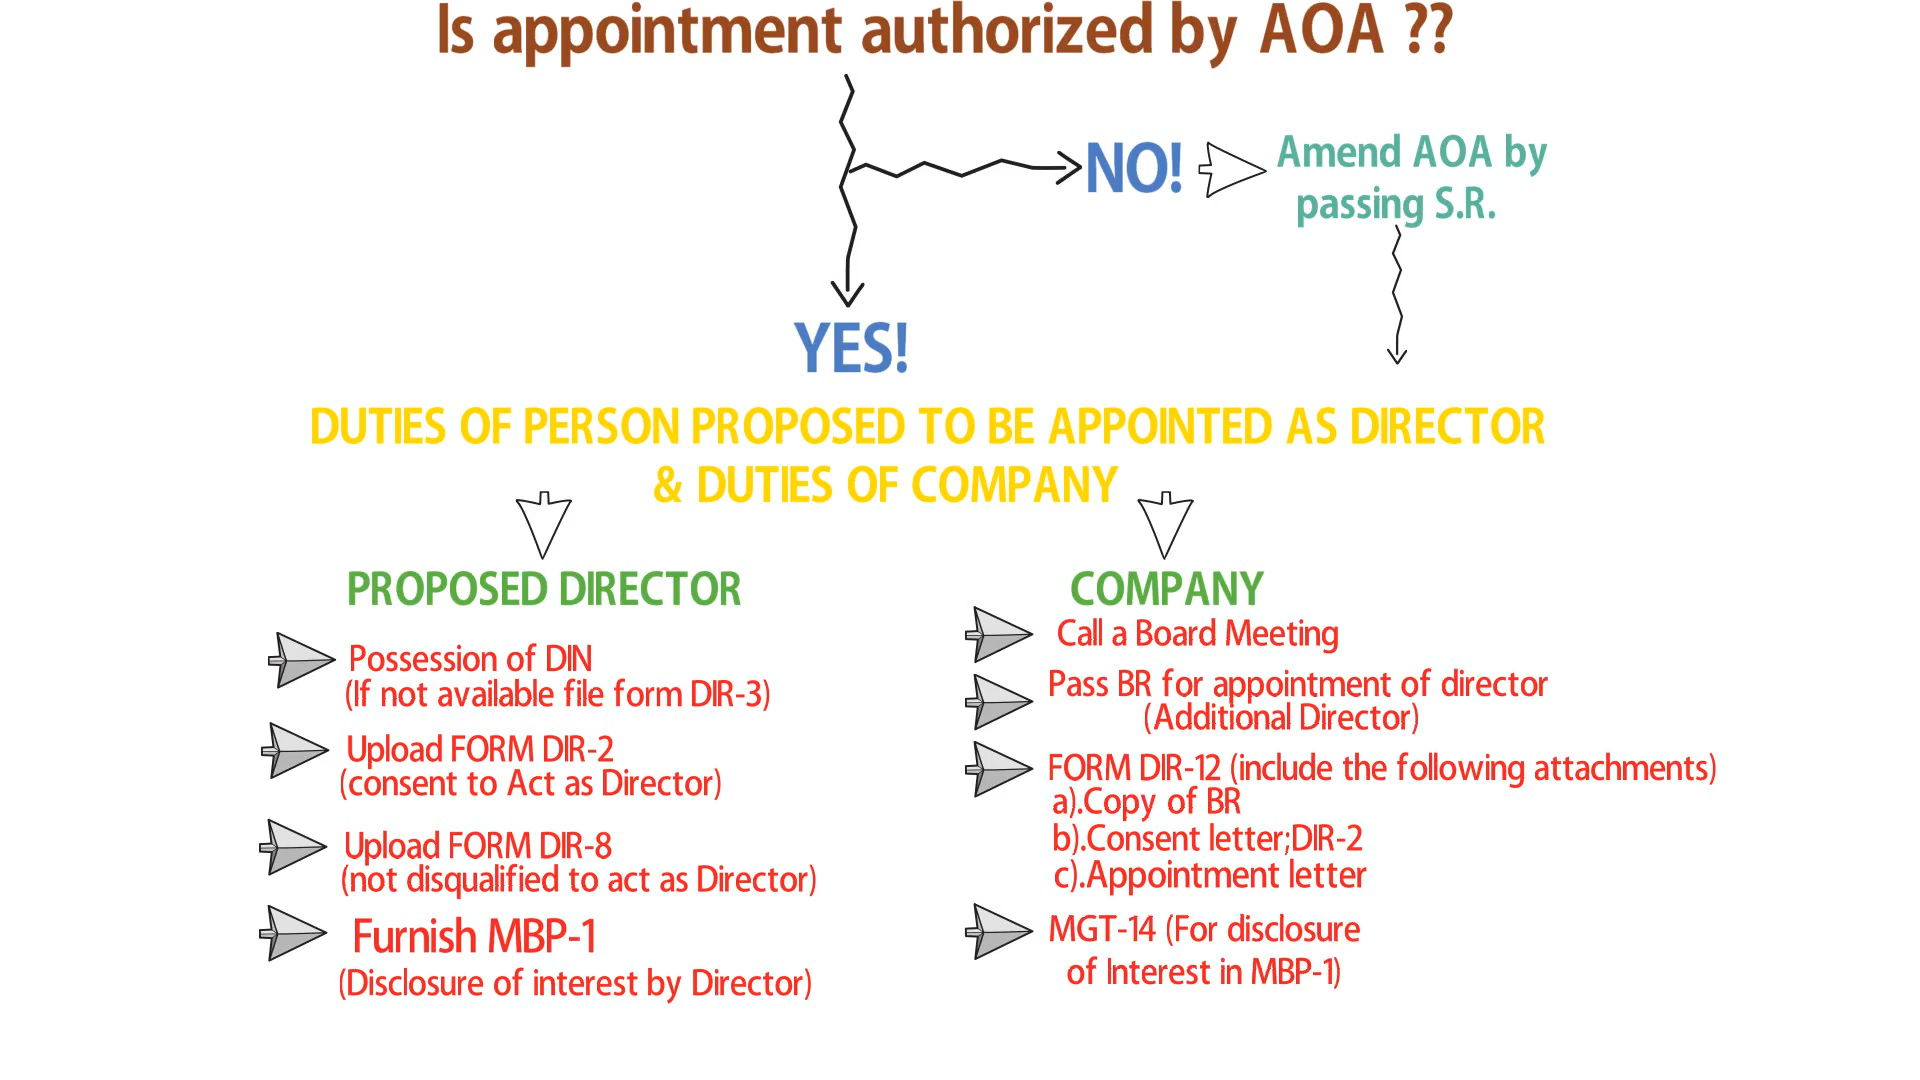 Is appointment authorized by AOA ??
NO!
Amend AOA by
passing S.R.
YES!
DUTIES OF PERSON PROPOSED TO BE APPOINTED AS DIRECTOR
& DUTIES OF COMPANY
PROPOSED DIRECTOR
Possession of DIN
(If not available file form DIR-3)
Upload FORM DIR-2
(consent to Act as Director)
Upload FORM DIR-8
(not disqualified to act as Director)
Furnish MBP-1
(Disclosure of interest by Director)
COMPANY
Call a Board Meeting
Pass BR for appointment of director
(Additional Director)
FORM DIR-12 (include the following attachments)
a).Copy of BR
b).Consent letter;DIR-2
c).Appointment letter
MGT-14 (For disclosure
of Interest in MBP-1)